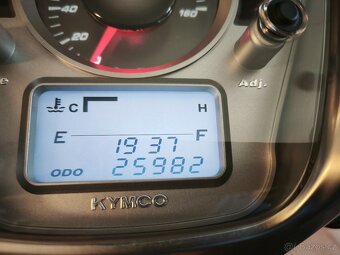 40
20
160
e
Adj.
C H
E 19 37 F
ODO 25982
KYMCO